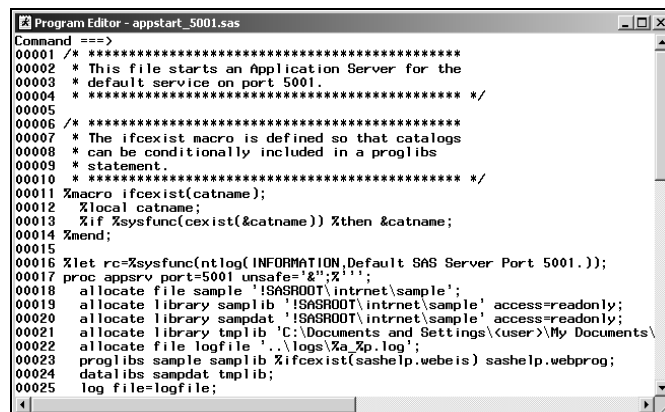 Program Editor - appstart_5001.sas
Command ===>
00001 /* **********************************************
00002  * This file starts an Application Server for the
00003  * default service on port 5001.
00004  * ********************************************** */
00005
00006 /* **********************************************
00007  * The ifcexist macro is defined so that catalogs
00008  * can be conditionally included in a proglibs
00009  * statement.
00010  * ********************************************** */
00011 %macro ifcexist(catname);
00012   %local catname;
00013   %if %sysfunc(cexist(&catname)) %then &catname;
00014 %mend;
00015
00016 %let rc=%sysfunc(ntlog(INFORMATION,Default SAS Server Port 5001.));
00017 proc appsrv port=5001 unsafe='&";%''';
00018   allocate file sample '!SASROOT\intrnet\sample';
00019   allocate library samplib '!SASROOT\intrnet\sample' access=readonly;
00020   allocate library sampdat '!SASROOT\intrnet\sample' access=readonly;
00021   allocate library tmplib 'C:\Documents and Settings\<user>\My Documents\
00022   allocate file logfile '..\logs\%a_%p.log';
00023   proglibs sample samplib %ifcexist(sashelp.webeis) sashelp.webprog;
00024   datalibs sampdat tmplib;
00025   log file=logfile;